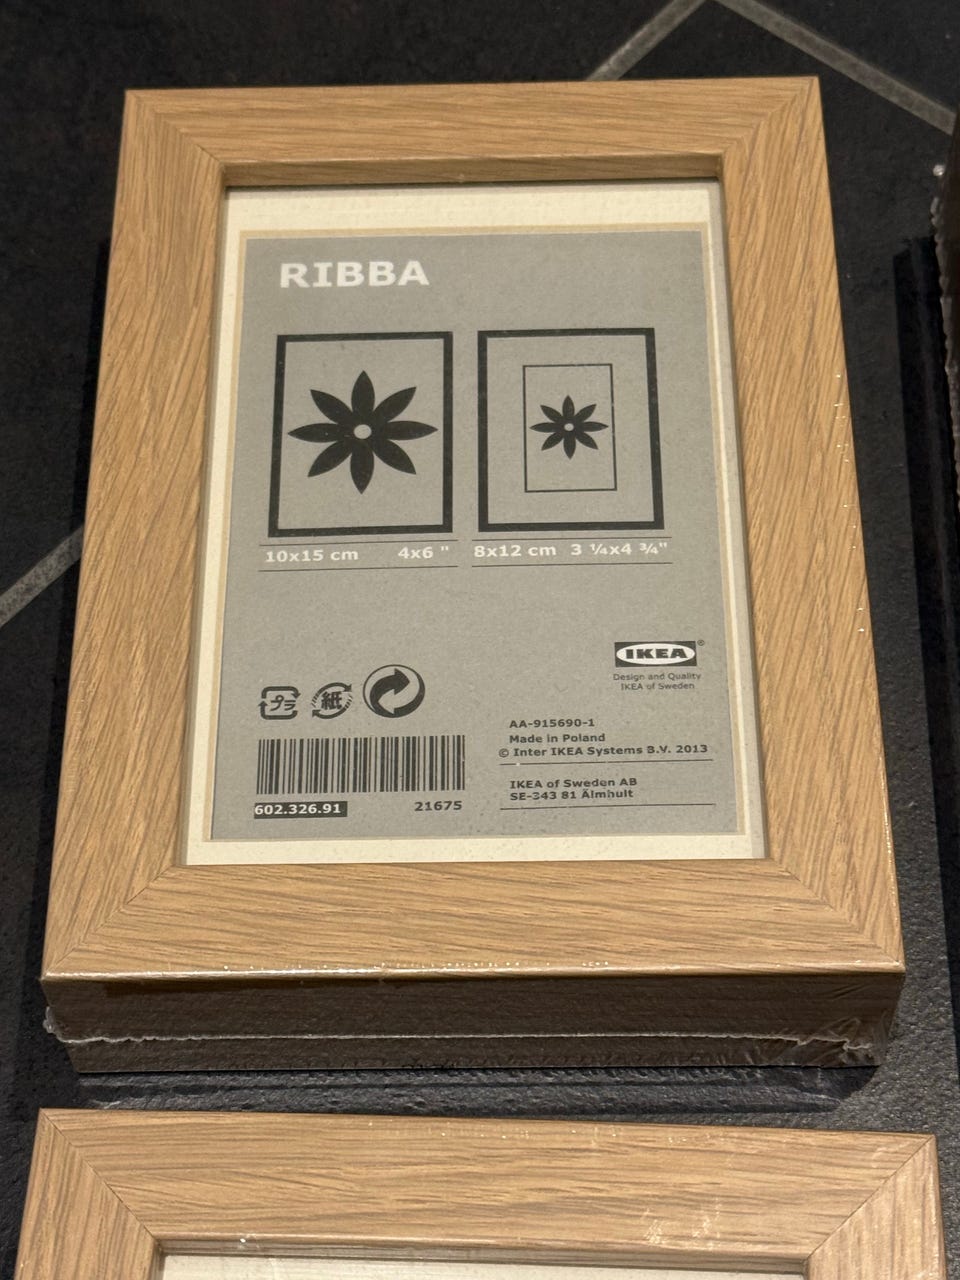 RIBBA
10x15 cm 4x6 "
8x12 cm 3 ¼x4 ¾"
IKEA®
Design and Quality
IKEA of Sweden
プラ
紙
AA-915690-1
Made in Poland
© Inter IKEA Systems B.V. 2013
IKEA of Sweden AB
SE-343 81 Älmhult
602.326.91 21675